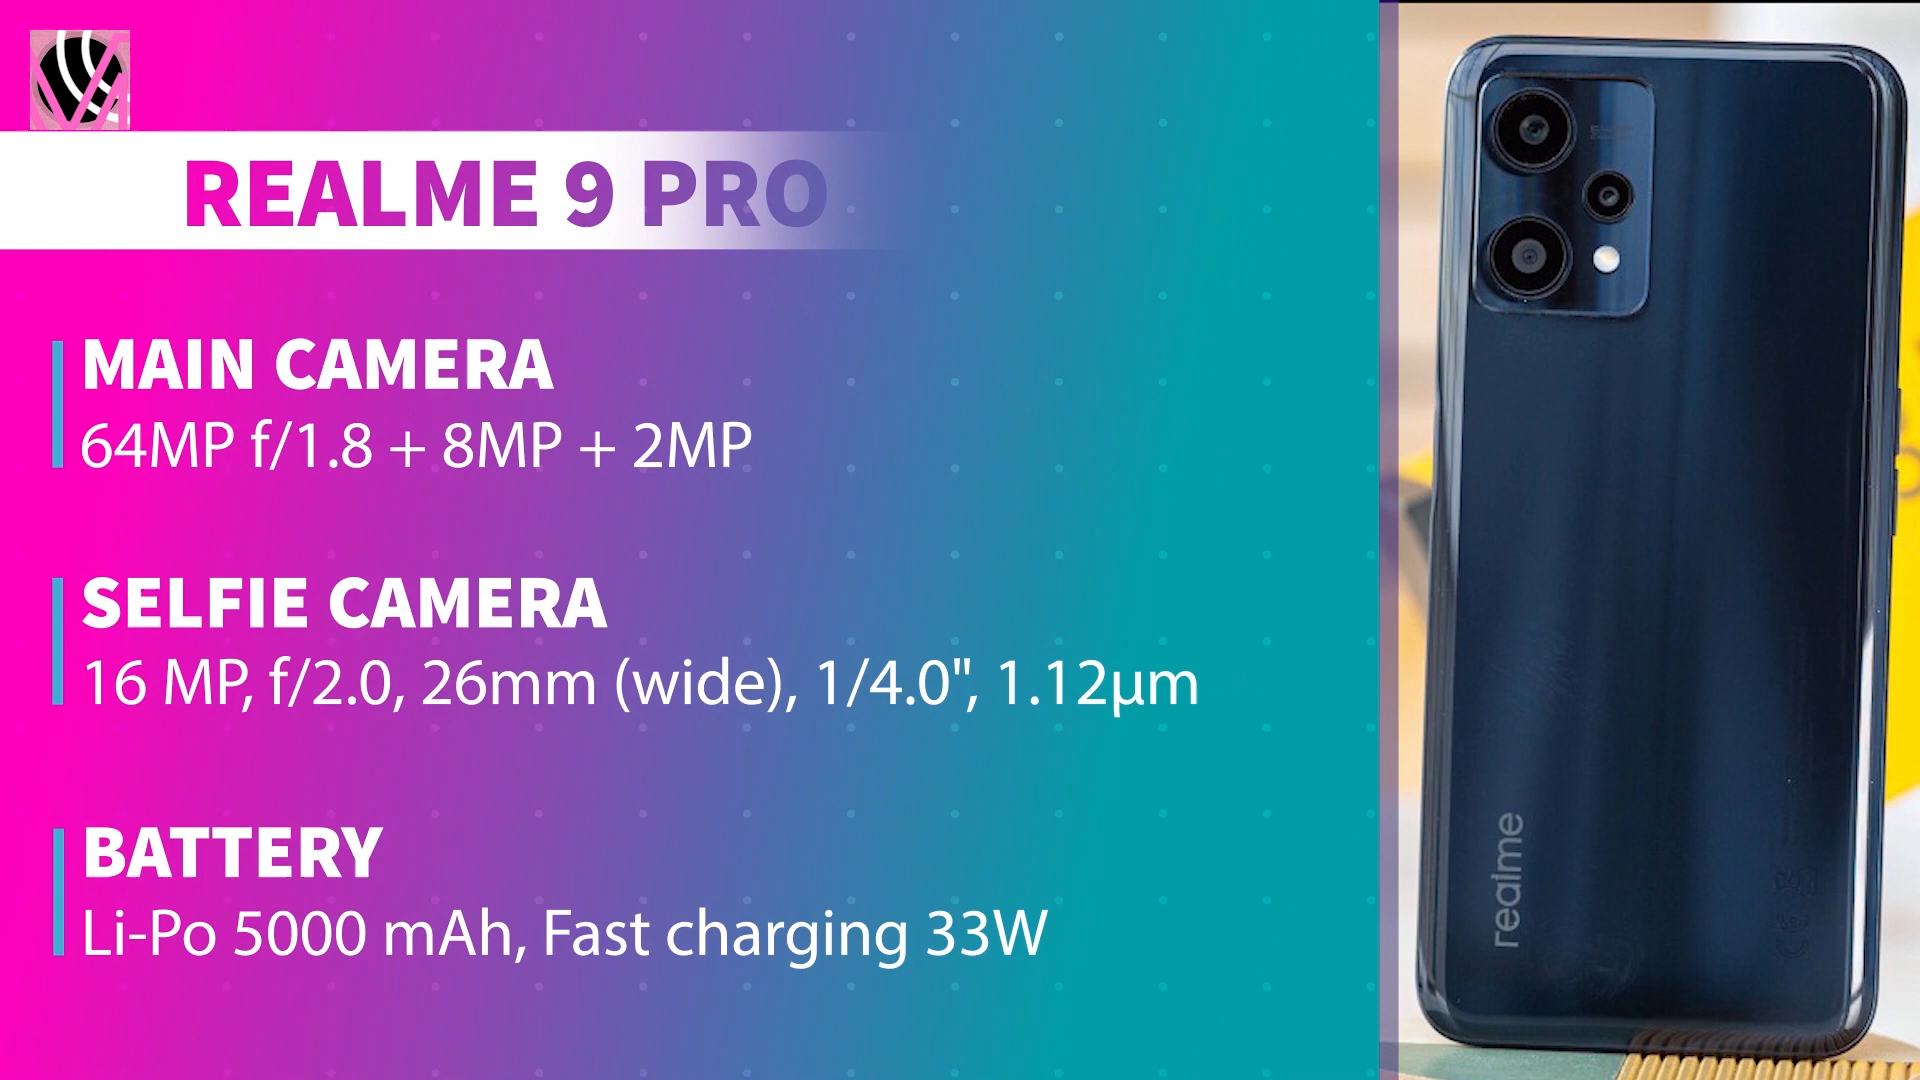 REALME 9 PRO
MAIN CAMERA
64MP f/1.8 + 8MP + 2MP
SELFIE CAMERA
16 MP, f/2.0, 26mm (wide), 1/4.0", 1.12µm
BATTERY
Li-Po 5000 mAh, Fast charging 33W
realme